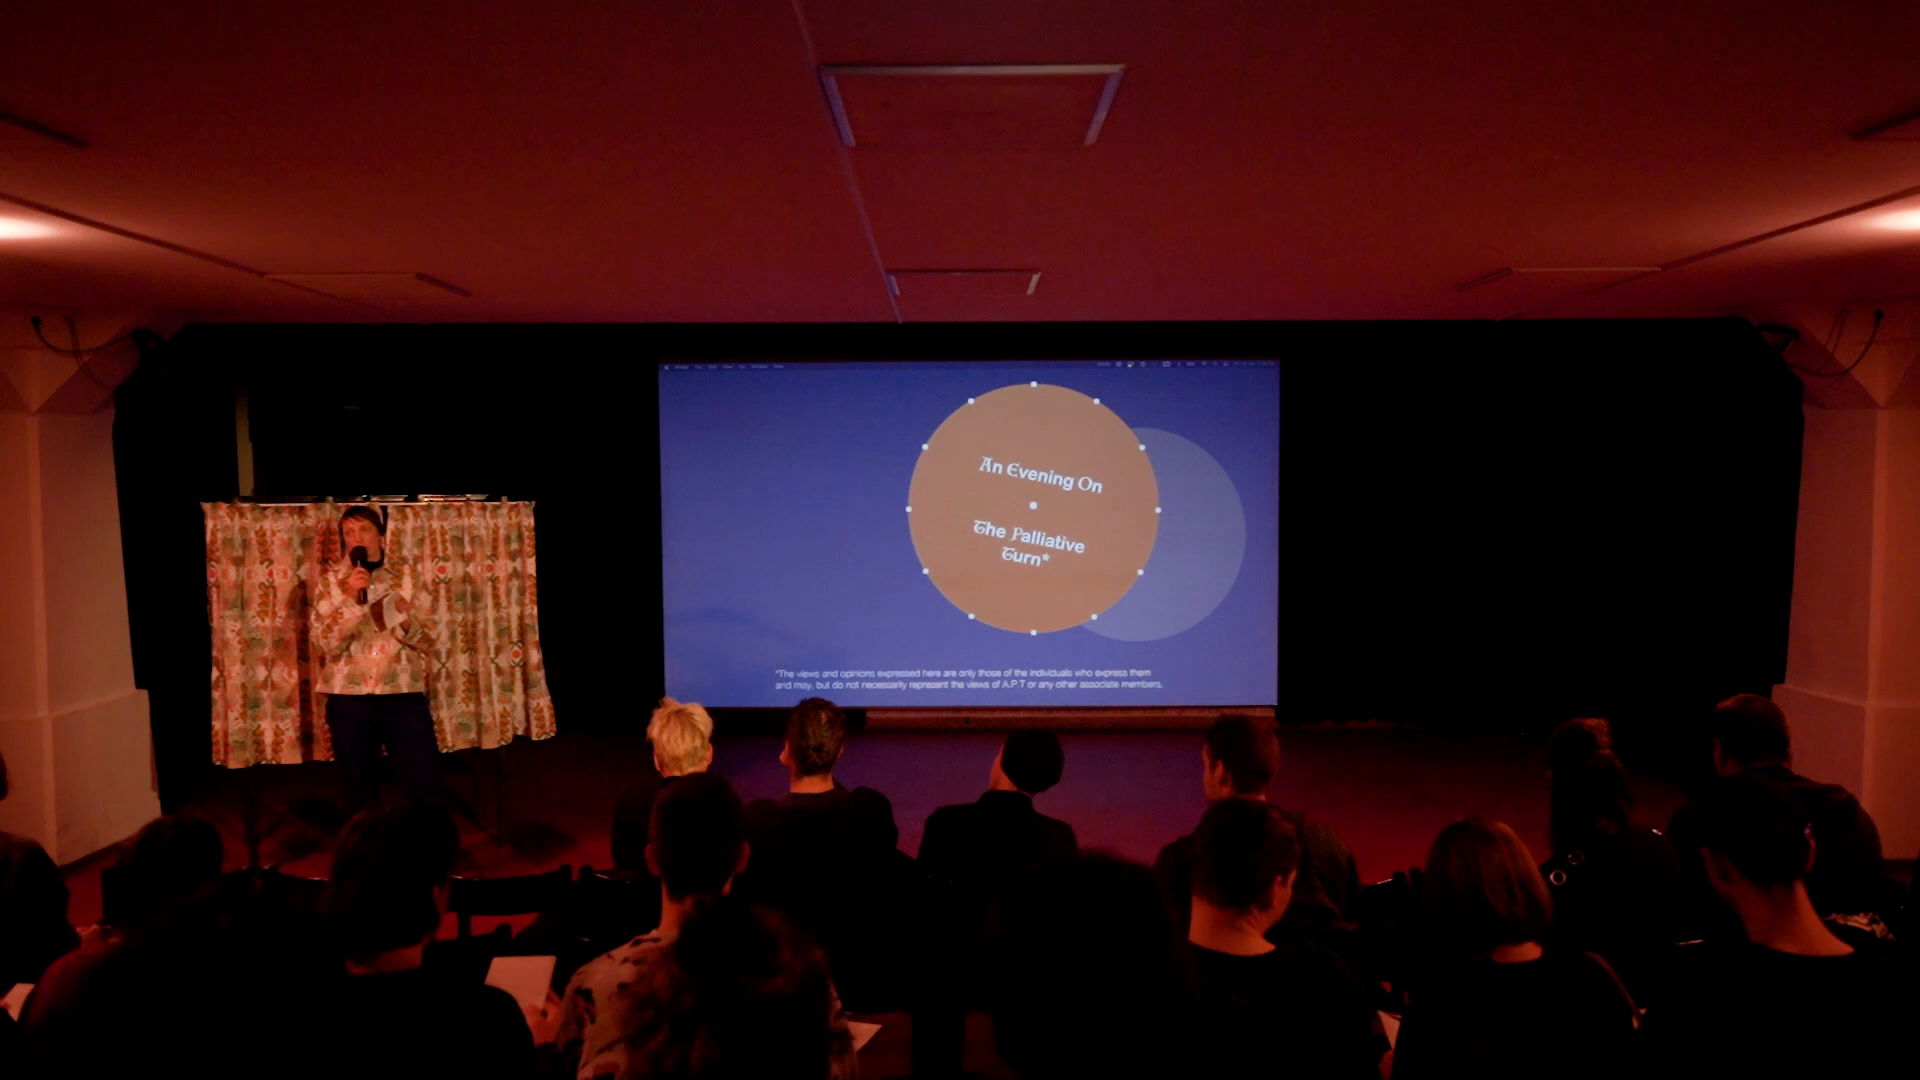 An Evening On
The Palliative
Turn*
"The views and opinions expressed here are only those of the individuals who express them
and may, but do not necessarily represent the views of A.P.T or any other associate members.